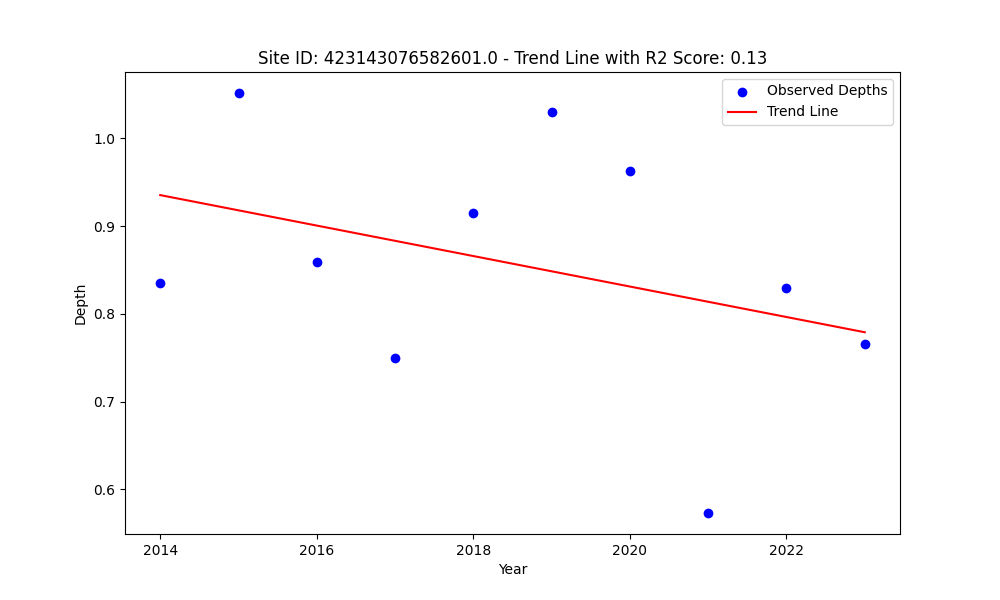 Site ID: 423143076582601.0 - Trend Line with R2 Score: 0.13
Observed Depths
Trend Line
1.0
0.9
0.8
0.7
0.6
Depth
2014
2016
2018
2020
2022
Year